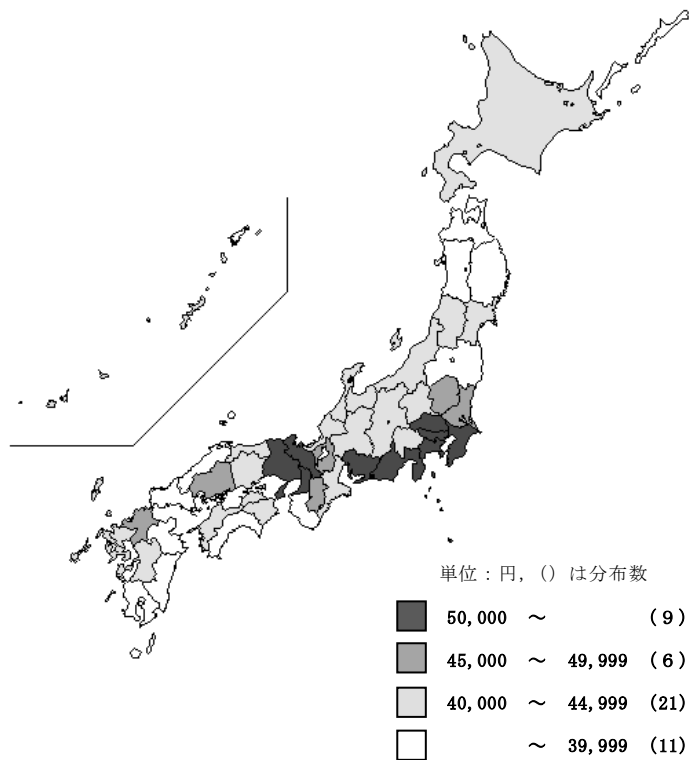 単位：円，()は分布数
50,000 ～ (9)
45,000 ～ 49,999 (6)
40,000 ～ 44,999 (21)
～ 39,999 (11)